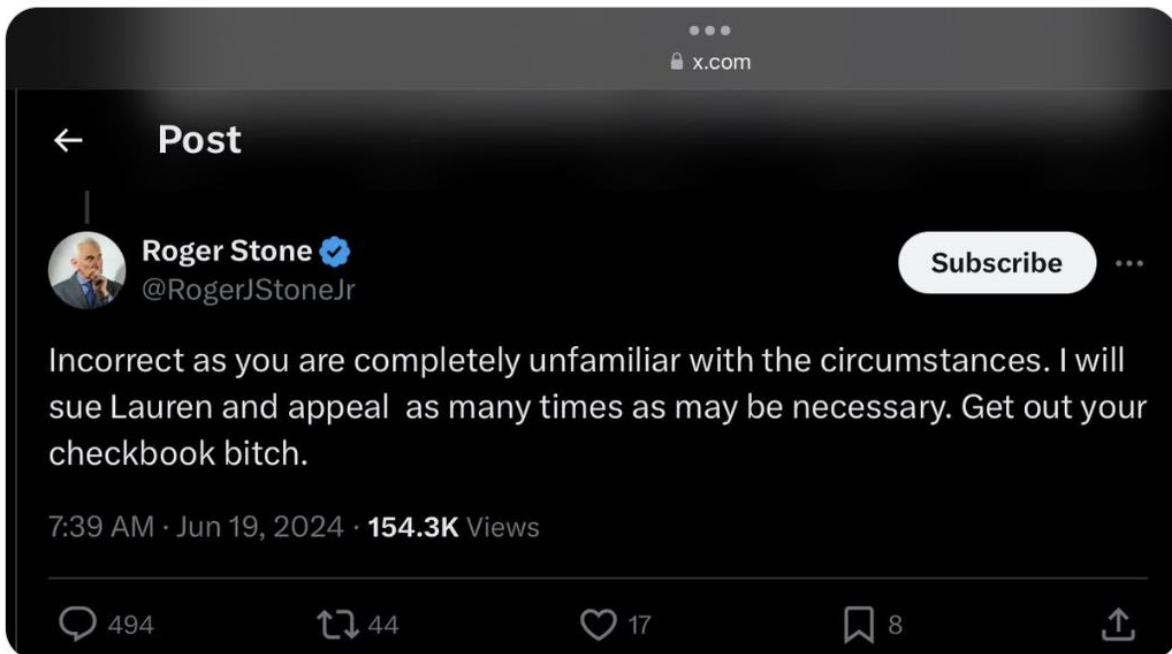 x.com
Post
Roger Stone
@RogerJStoneJr
Subscribe
Incorrect as you are completely unfamiliar with the circumstances. I will
sue Lauren and appeal  as many times as may be necessary. Get out your
checkbook bitch.
7:39 AM · Jun 19, 2024 · 154.3K Views
494 44 17 8